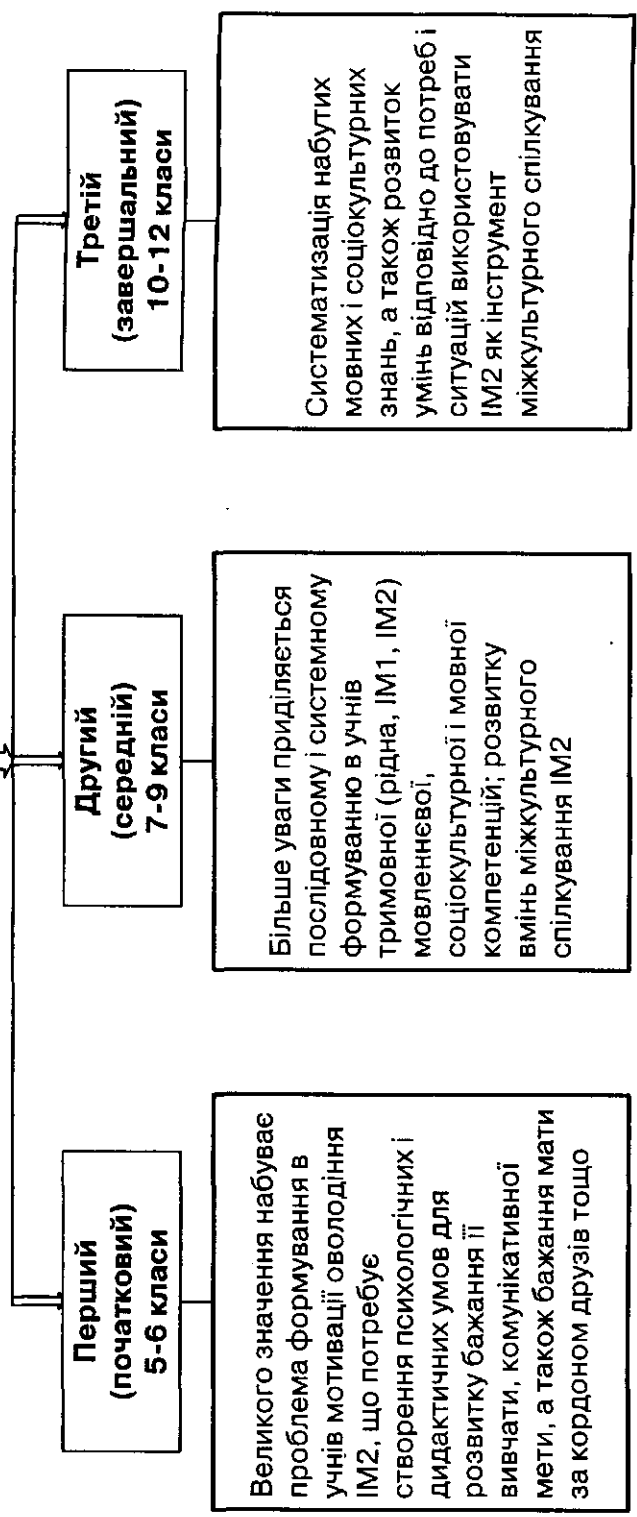 Перший
(початковий)
5-6 класи
Великого значення набуває
проблема формування в
учнів мотивації оволодіння
ІМ2, що потребує
створення психологічних і
дидактичних умов для
розвитку бажання її
вивчати, комунікативної
мети, а також бажання мати
за кордоном друзів тощо
Другий
(середній)
7-9 класи
Більше уваги приділяється
послідовному і системному
формуванню в учнів
тримовної (рідна, ІМ1, ІМ2)
мовленнєвої,
соціокультурної і мовної
компетенцій; розвитку
вмінь міжкультурного
спілкування ІМ2
Третій
(завершальний)
10-12 класи
Систематизація набутих
мовних і соціокультурних
знань, а також розвиток
умінь відповідно до потреб і
ситуацій використовувати
ІМ2 як інструмент
міжкультурного спілкування